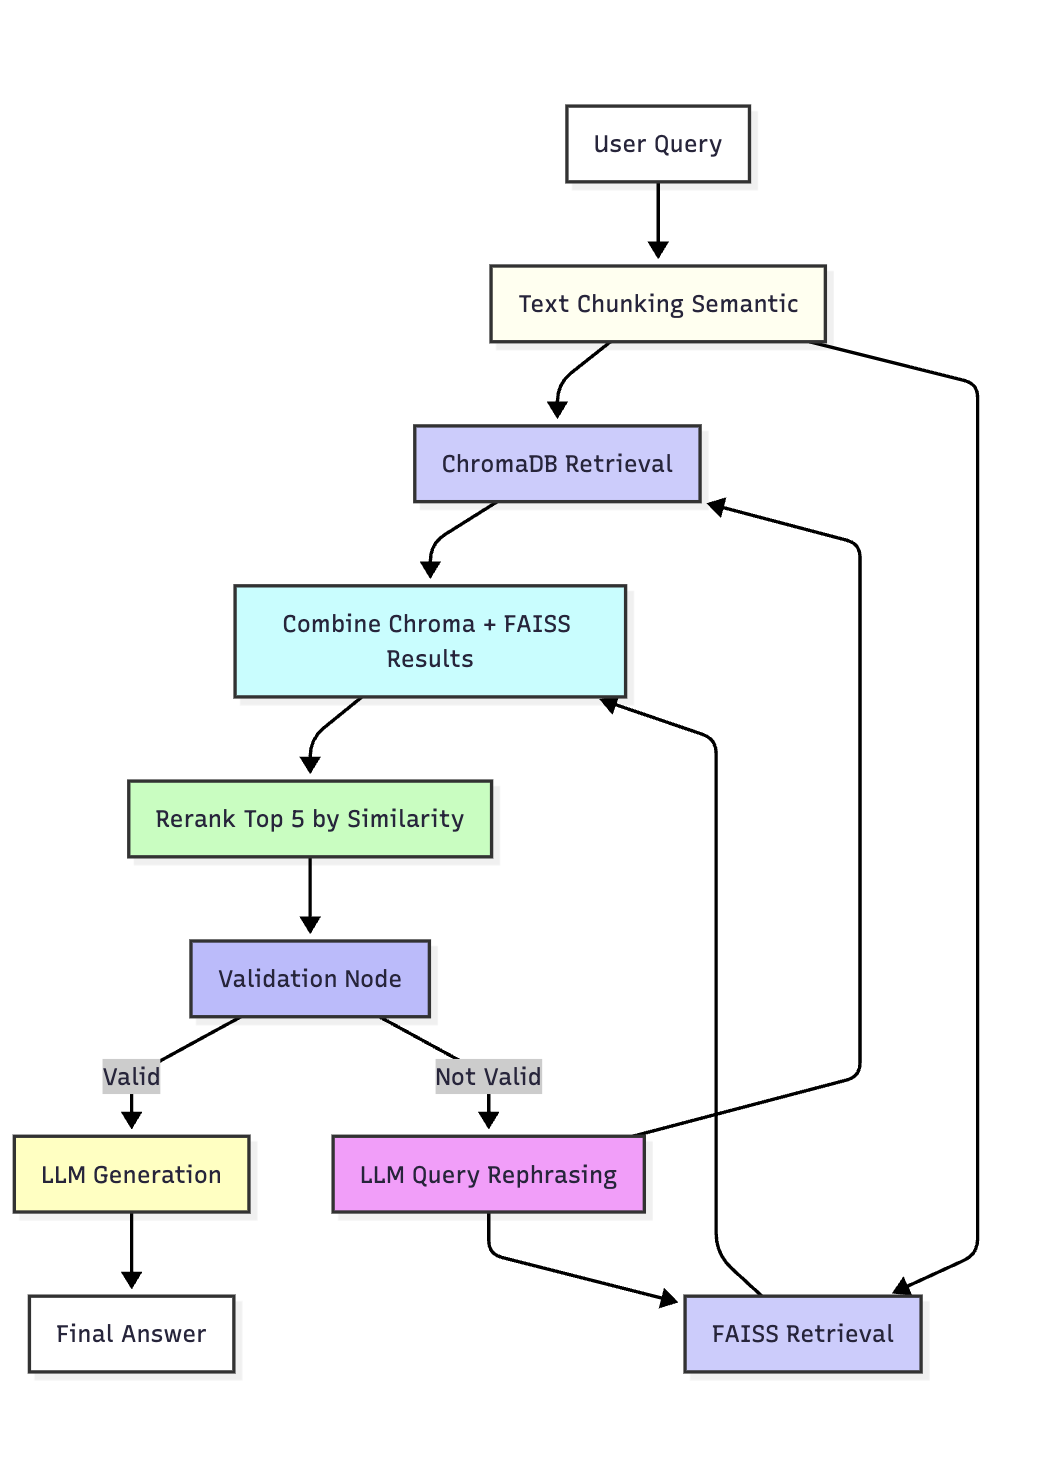 User Query
Text Chunking Semantic
ChromaDB Retrieval
Combine Chroma + FAISS
Results
Rerank Top 5 by Similarity
Validation Node
Valid
Not Valid
LLM Generation
LLM Query Rephrasing
Final Answer
FAISS Retrieval